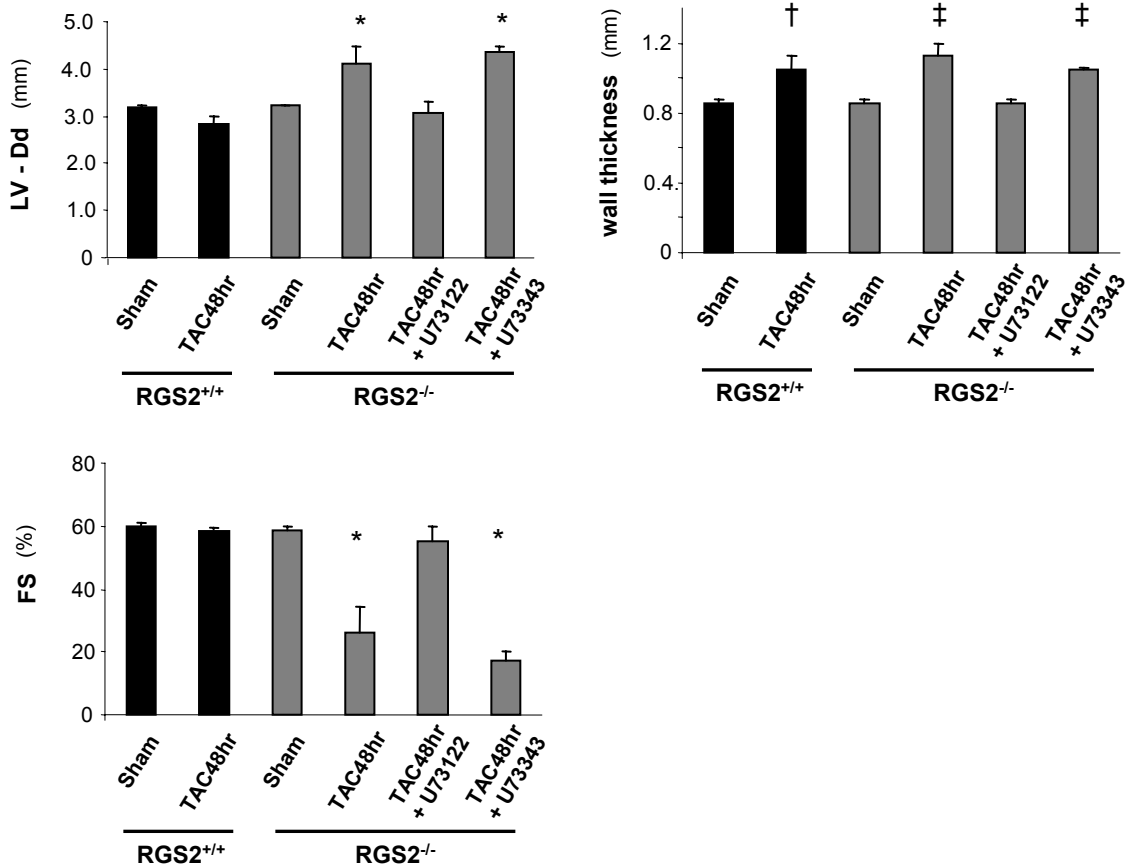 LV - Dd (mm)
5.0
4.0
3.0
2.0
1.0
0
*
*
Sham
TAC48hr
Sham
TAC48hr
TAC48hr
+ U73122
TAC48hr
+ U73343
RGS2+/+
RGS2-/-
wall thickness (mm)
1.2
0.8
0.4
0
†
‡
‡
Sham
TAC48hr
Sham
TAC48hr
TAC48hr
+ U73122
TAC48hr
+ U73343
RGS2+/+
RGS2-/-
FS (%)
80
60
40
20
0
*
*
Sham
TAC48hr
Sham
TAC48hr
TAC48hr
+ U73122
TAC48hr
+ U73343
RGS2+/+
RGS2-/-